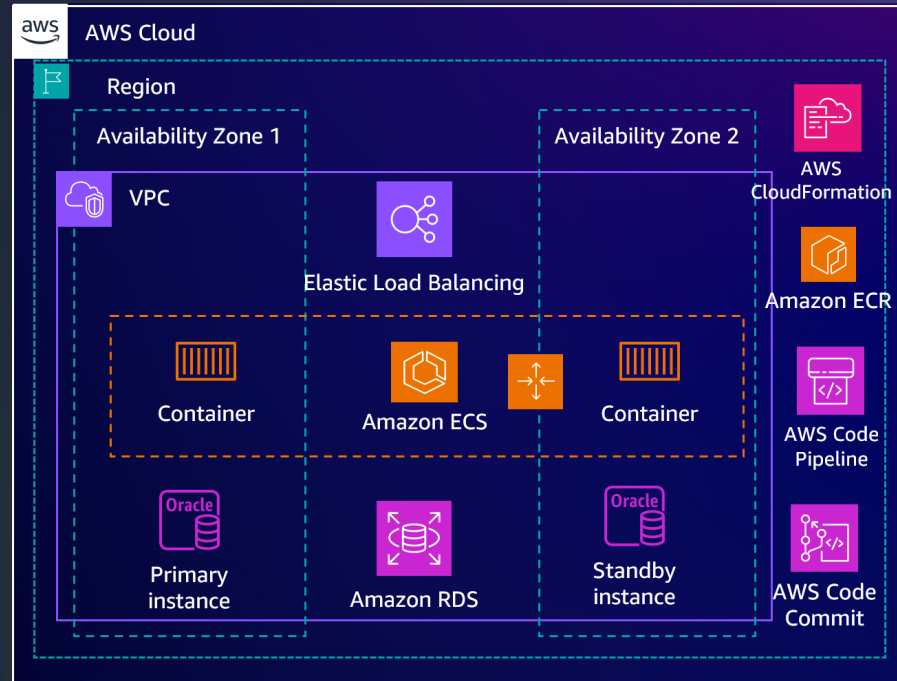 aws
AWS Cloud
Region
Availability Zone 1
Availability Zone 2
VPC
Elastic Load Balancing
Container
Amazon ECS
Container
Oracle
Primary
instance
Amazon RDS
Oracle
Standby
instance
AWS
CloudFormation
Amazon ECR
</>
AWS Code
Pipeline
</>
AWS Code
Commit